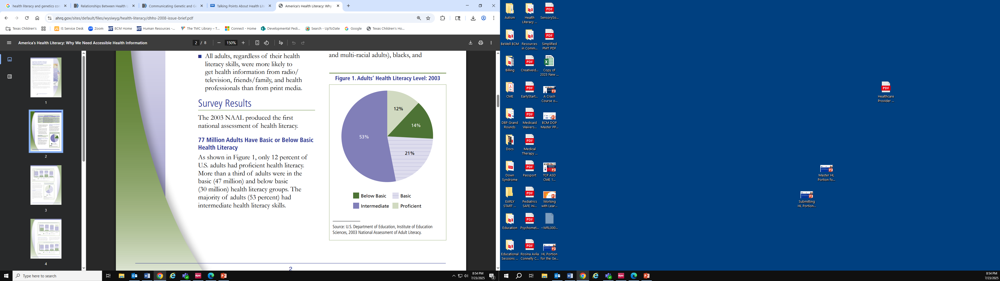 health literacy and genetics con
Relationships Between Health L
Communicating Genetic and Ge
Talking Points About Health Lite
America's Health Literacy: Why
ahrq.gov/sites/default/files/wysiwyg/health-literacy/dhhs-2008-issue-brief.pdf
Texas Children's
IS Service Desk
Zoom
BCM Home
Human Resources -...
The TMC Library – T...
Connect - Home
Developmental Pedi...
Search - UpToDate
Google
Texas Children's Ho...
America's Health Literacy: Why We Need Accessible Health Information
2 / 8
150%
1
2
3
4
All adults, regardless of their health
literacy skills, were more likely to
get health information from radio/
television, friends/family, and health
professionals than from print media.
Survey Results
The 2003 NAAL produced the first
national assessment of health literacy.
77 Million Adults Have Basic or Below Basic
Health Literacy
As shown in Figure 1, only 12 percent of
U.S. adults had proficient health literacy.
More than a third of adults were in the
basic (47 million) and below basic
(30 million) health literacy groups. The
majority of adults (53 percent) had
intermediate health literacy skills.
and multi-racial adults), blacks, and
Figure 1. Adults' Health Literacy Level: 2003
12%
14%
53%
21%
Below Basic
Basic
Intermediate
Proficient
Source: U.S. Department of Education, Institute of Education
Sciences, 2003 National Assessment of Adult Literacy.
2
Autism
Health
Literacy ...
SensorySo...
BeWell BCM
Resources
in Comm...
Simplified
PMT PDF
Billing
CreativeId...
Copy of
2025 New ...
CME
EarlyStart...
A Crash
Course o...
DBP Grand
Rounds
Medicaid
Waivers...
BCM DOP
Master PP...
Docs
Medical
Therapy ...
Down
Syndrome
Passport
TCP ASD
CME 1...
EARLY
START ...
Pediatrics
SAFE Ini...
Working
with Lear...
Education
Psychomet...
~WRL000...
Educational
Sessions ...
Rosina Avila
Connelly C...
HL Portion
for the Ge...
Healthcare
Provider ...
Master HL
Portion fo...
Submitting
HL Portion...
Type here to search
8:54 PM
7/23/2025
2
8:54 PM
7/23/2025